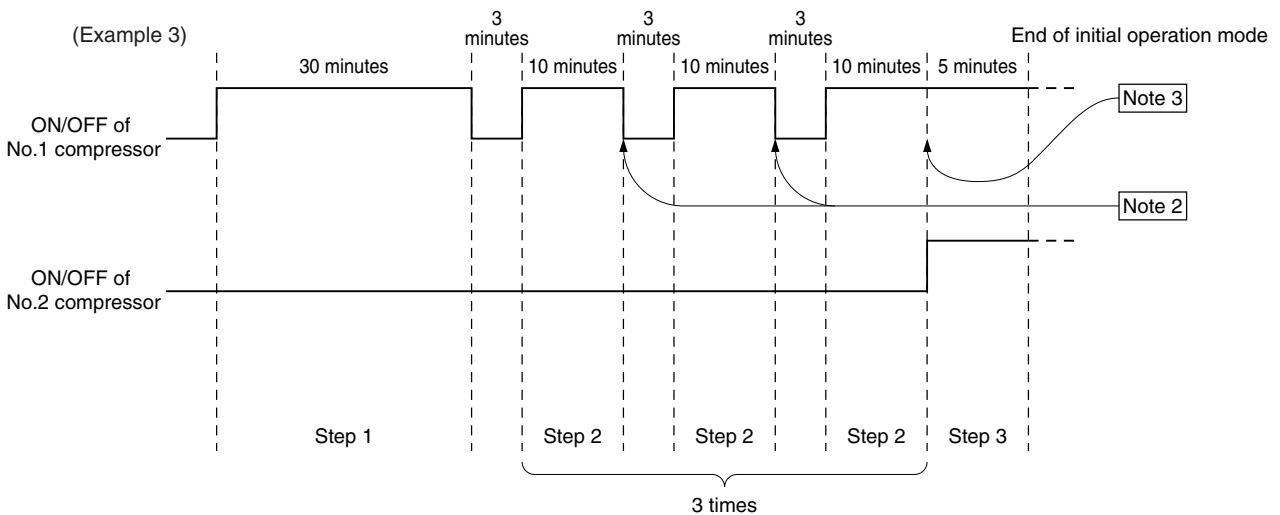 (Example 3)
3
minutes
3
minutes
3
minutes
End of initial operation mode
30 minutes
10 minutes
10 minutes
10 minutes
5 minutes
Note 3
ON/OFF of
No.1 compressor
Note 2
ON/OFF of
No.2 compressor
Step 1
Step 2
Step 2
Step 2
Step 3
3 times